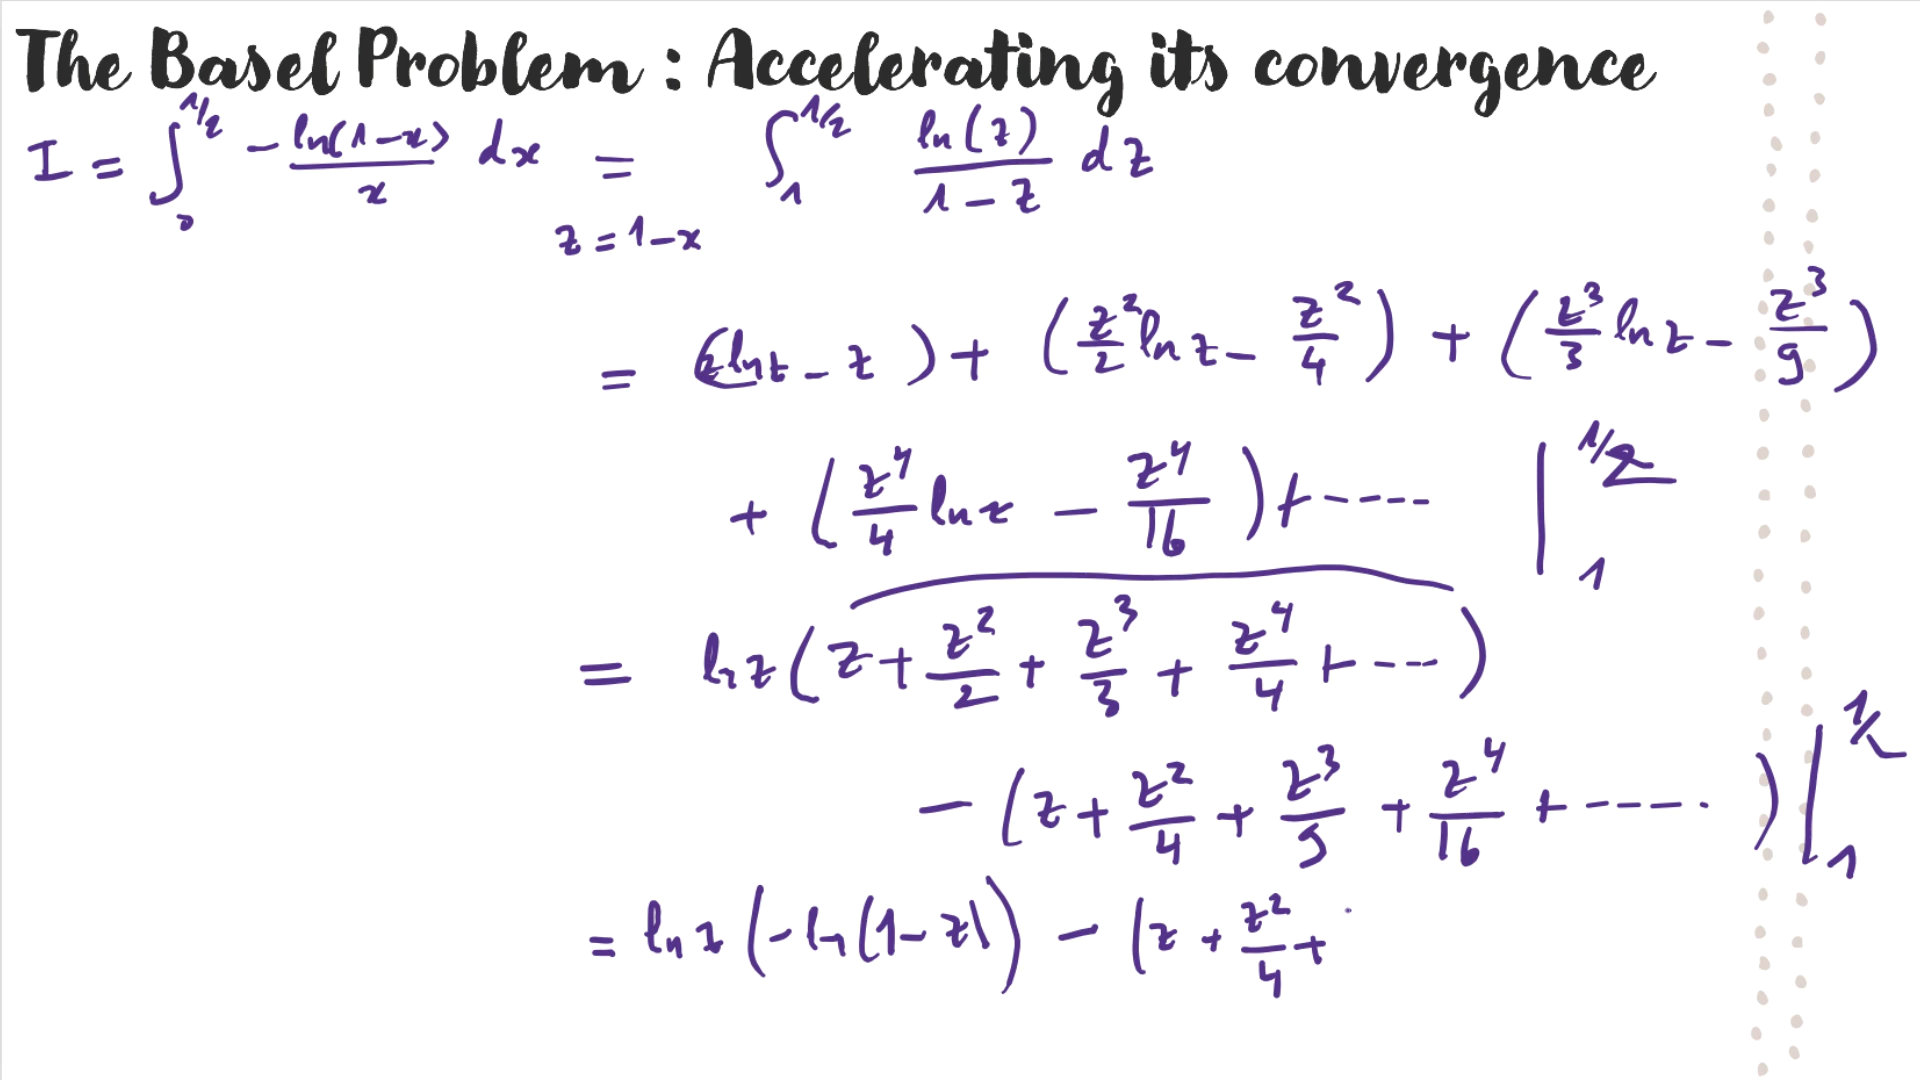 The Basel Problem : Accelerating its convergence
I = ∫₀^{1/2} - ln(1-x)/x dx = ∫₁^{1/2} ln(z)/(1-z) dz
z = 1-x
= (z ln z - z) + (z²/2 ln z - z²/4) + (z³/3 ln z - z³/9)
+ (z⁴/4 ln z - z⁴/16) + ---- |₁^{1/2}
= ln z (z + z²/2 + z³/3 + z⁴/4 + ----)
- (z + z²/4 + z³/9 + z⁴/16 + -----) |₁^{1/2}
= ln z (-ln(1-z)) - (z + z²/4 +